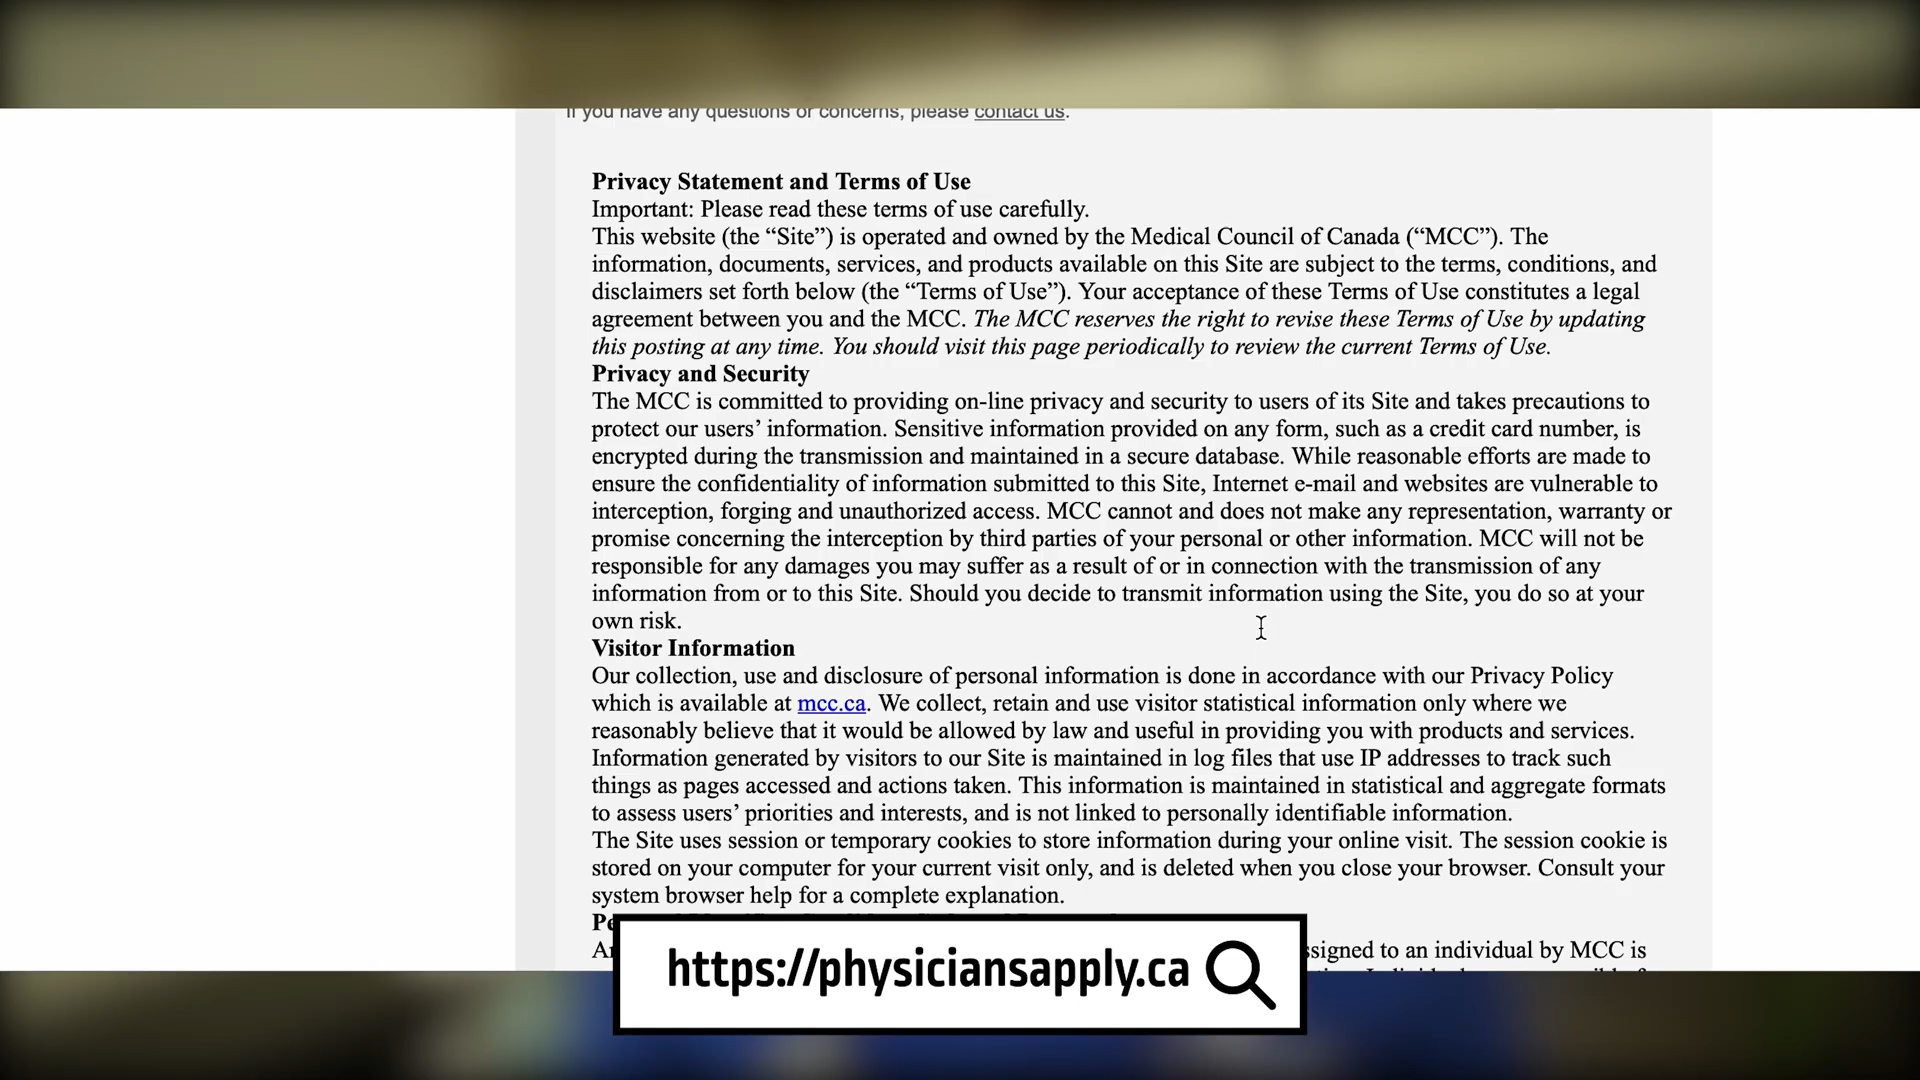 If you have any questions or concerns, please contact us.
Privacy Statement and Terms of Use
Important: Please read these terms of use carefully.
This website (the “Site”) is operated and owned by the Medical Council of Canada (“MCC”). The
information, documents, services, and products available on this Site are subject to the terms, conditions, and
disclaimers set forth below (the “Terms of Use”). Your acceptance of these Terms of Use constitutes a legal
agreement between you and the MCC. The MCC reserves the right to revise these Terms of Use by updating
this posting at any time. You should visit this page periodically to review the current Terms of Use.
Privacy and Security
The MCC is committed to providing on-line privacy and security to users of its Site and takes precautions to
protect our users’ information. Sensitive information provided on any form, such as a credit card number, is
encrypted during the transmission and maintained in a secure database. While reasonable efforts are made to
ensure the confidentiality of information submitted to this Site, Internet e-mail and websites are vulnerable to
interception, forging and unauthorized access. MCC cannot and does not make any representation, warranty or
promise concerning the interception by third parties of your personal or other information. MCC will not be
responsible for any damages you may suffer as a result of or in connection with the transmission of any
information from or to this Site. Should you decide to transmit information using the Site, you do so at your
own risk.
Visitor Information
Our collection, use and disclosure of personal information is done in accordance with our Privacy Policy
which is available at mcc.ca. We collect, retain and use visitor statistical information only where we
reasonably believe that it would be allowed by law and useful in providing you with products and services.
Information generated by visitors to our Site is maintained in log files that use IP addresses to track such
things as pages accessed and actions taken. This information is maintained in statistical and aggregate formats
to assess users’ priorities and interests, and is not linked to personally identifiable information.
The Site uses session or temporary cookies to store information during your online visit. The session cookie is
stored on your computer for your current visit only, and is deleted when you close your browser. Consult your
system browser help for a complete explanation.
to an individual by MCC is
https://physiciansapply.ca